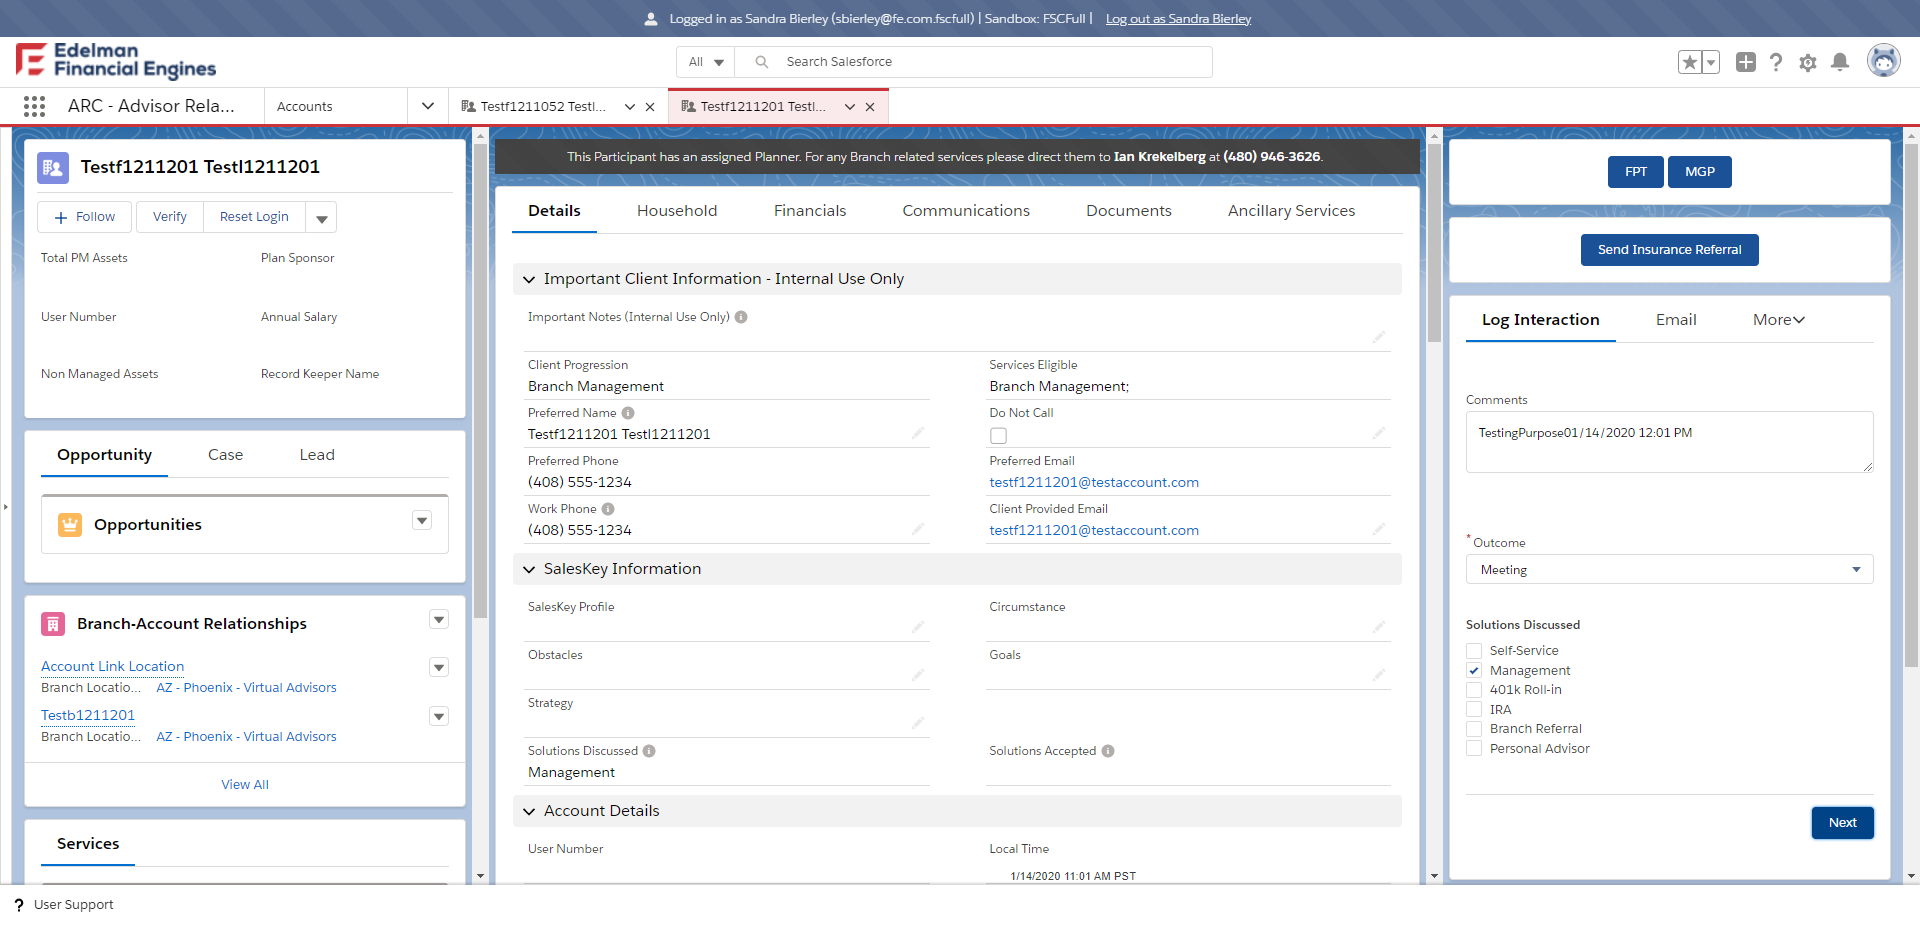 Logged in as Sandra Bierley (sbierley@fe.com.fscfull) | Sandbox: FSCFull | Log out as Sandra Bierley
Edelman
Financial Engines
All
Search Salesforce
ARC - Advisor Rela...
Accounts
Testf1211052 Testl...
Testf1211201 Testl...
Testf1211201 Testl1211201
Follow
Verify
Reset Login
Total PM Assets
Plan Sponsor
User Number
Annual Salary
Non Managed Assets
Record Keeper Name
Opportunity
Case
Lead
Opportunities
Branch-Account Relationships
Account Link Location
Branch Locatio... AZ - Phoenix - Virtual Advisors
Testb1211201
Branch Locatio... AZ - Phoenix - Virtual Advisors
View All
Services
This Participant has an assigned Planner. For any Branch related services please direct them to Ian Krekelberg at (480) 946-3626.
Details
Household
Financials
Communications
Documents
Ancillary Services
Important Client Information - Internal Use Only
Important Notes (Internal Use Only)
Client Progression
Branch Management
Services Eligible
Branch Management;
Preferred Name
Testf1211201 Testl1211201
Do Not Call
Preferred Phone
(408) 555-1234
Preferred Email
testf1211201@testaccount.com
Work Phone
(408) 555-1234
Client Provided Email
testf1211201@testaccount.com
SalesKey Information
SalesKey Profile
Circumstance
Obstacles
Goals
Strategy
Solutions Discussed
Management
Solutions Accepted
Account Details
User Number
Local Time
1/14/2020 11:01 AM PST
FPT
MGP
Send Insurance Referral
Log Interaction
Email
More
Comments
TestingPurpose01/14/2020 12:01 PM
* Outcome
Meeting
Solutions Discussed
Self-Service
Management
401k Roll-in
IRA
Branch Referral
Personal Advisor
Next
? User Support